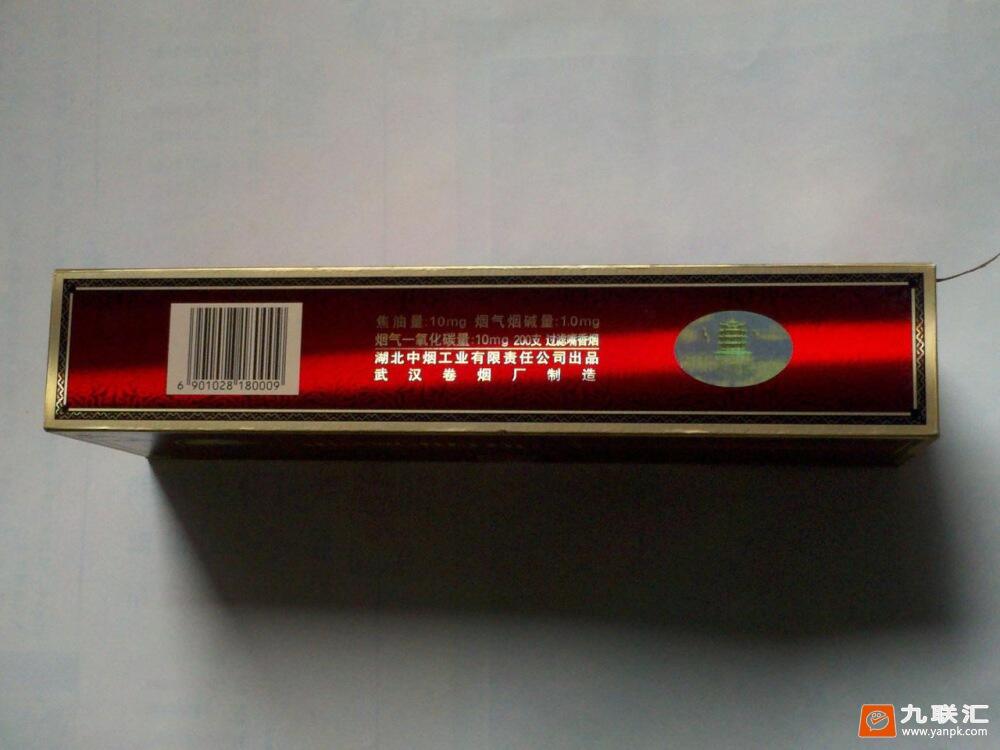 焦油量:10mg 烟气烟碱量:1.0mg
烟气一氧化碳量:10mg 200支 过滤嘴香烟
湖北中烟工业有限责任公司出品
武汉卷烟厂制造
6 901028 180009
九联汇
www.yanpk.com